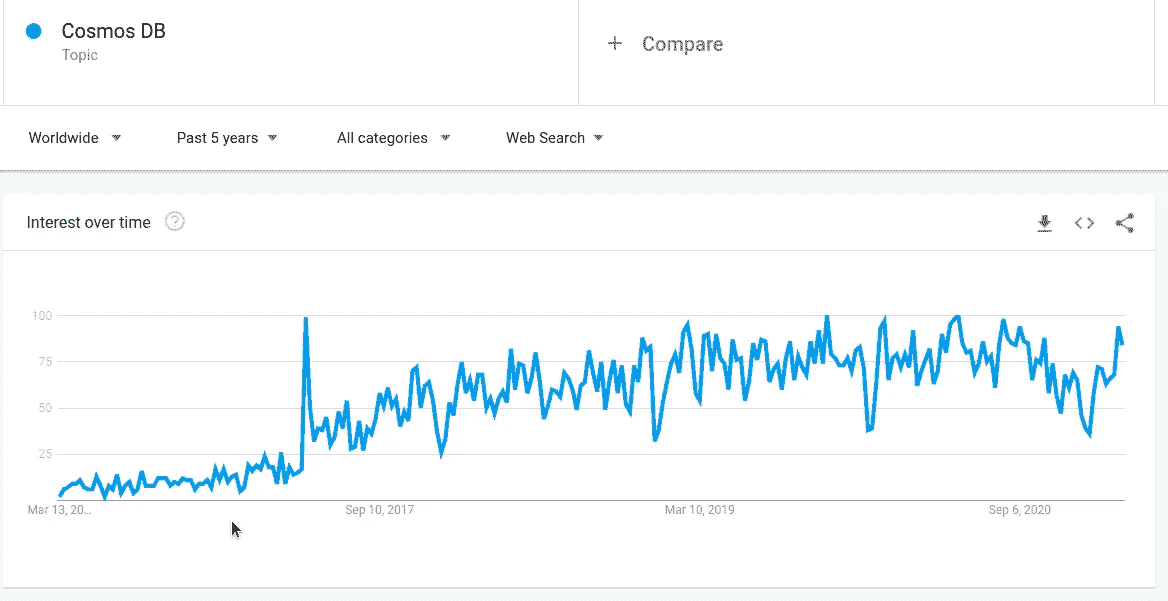 Cosmos DB
Topic
+ Compare
Worldwide Past 5 years All categories Web Search
Interest over time ?
100
75
50
25
Mar 13, 20... Sep 10, 2017 Mar 10, 2019 Sep 6, 2020